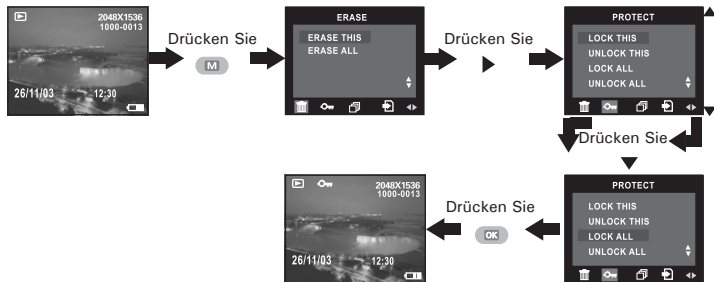 2048X1536
1000-0013
26/11/03 12:30
Drücken Sie
M
ERASE
ERASE THIS
ERASE ALL
Drücken Sie
PROTECT
LOCK THIS
UNLOCK THIS
LOCK ALL
UNLOCK ALL
Drücken Sie
PROTECT
LOCK THIS
UNLOCK THIS
LOCK ALL
UNLOCK ALL
Drücken Sie
OK
2048X1536
1000-0013
26/11/03 12:30